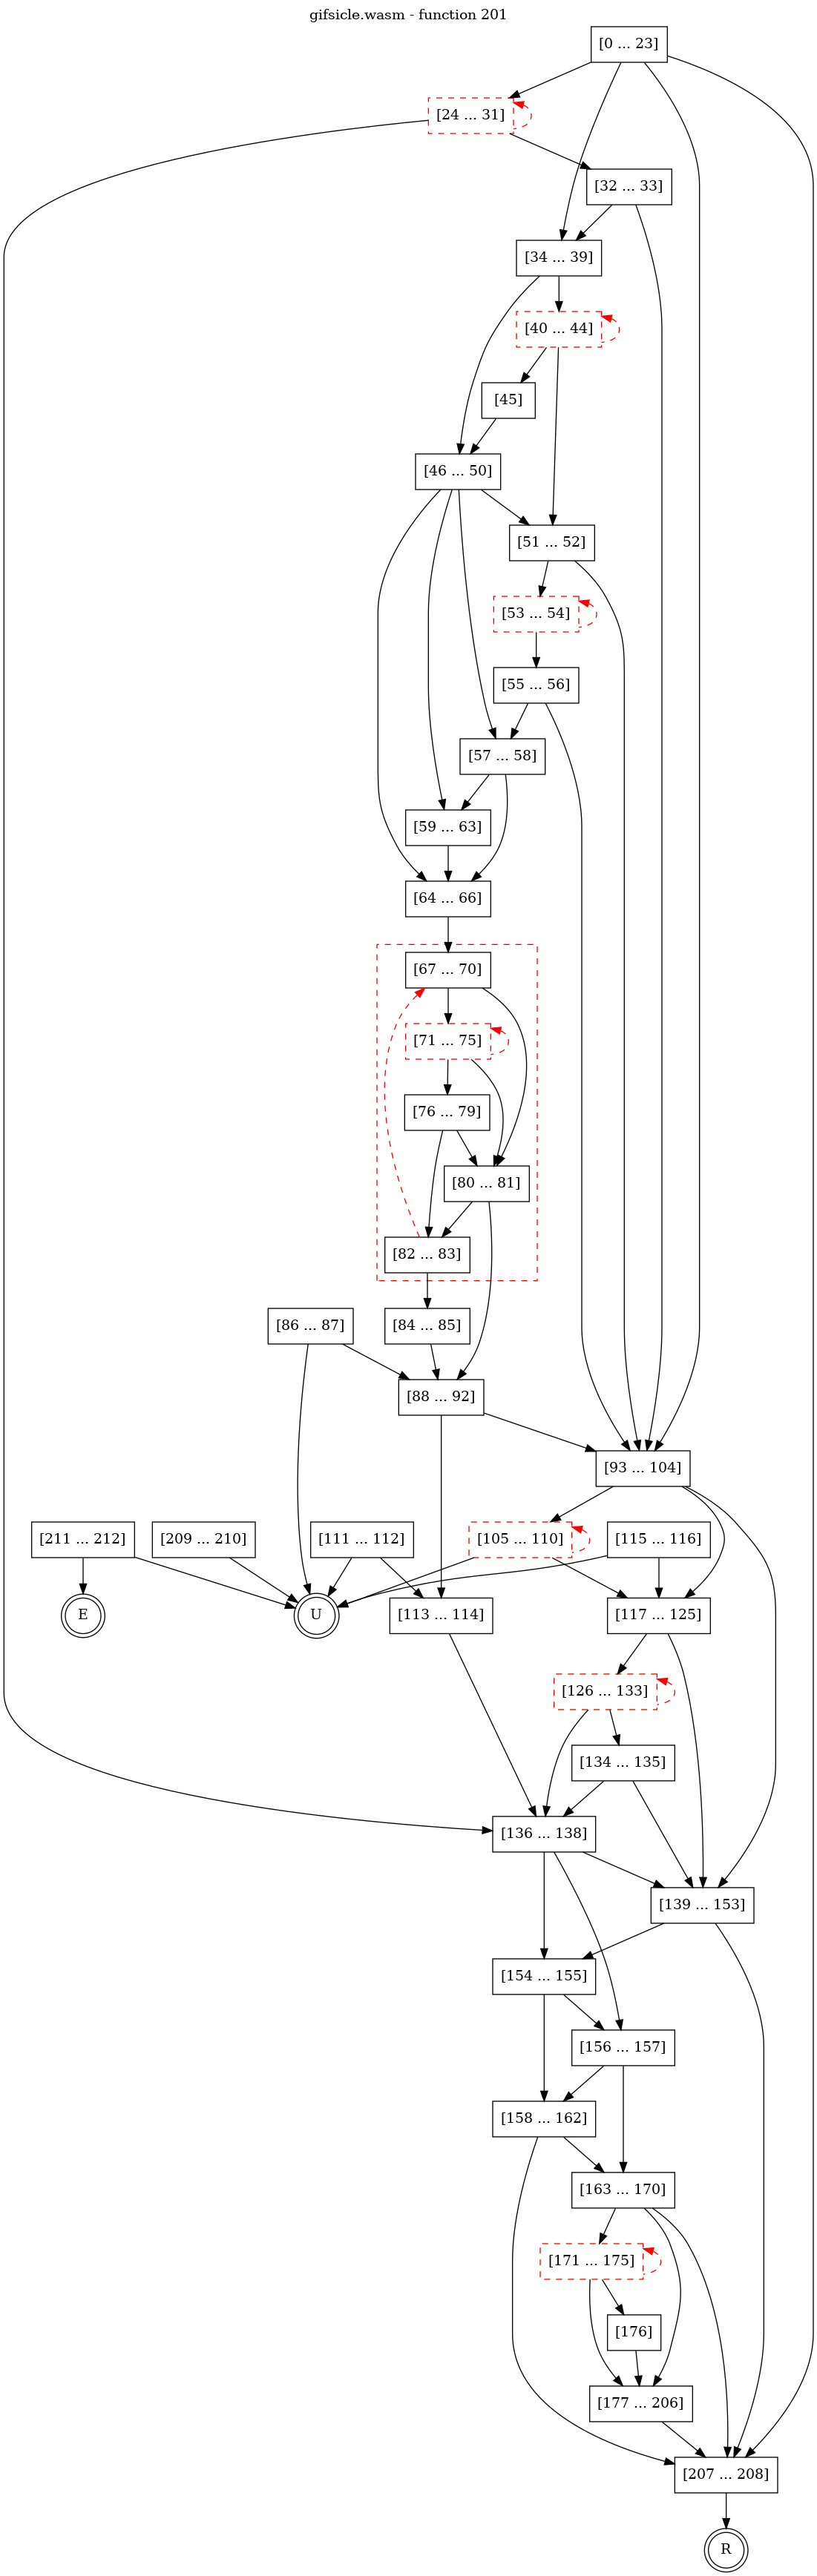 gifsicle.wasm - function 201
[0 ... 23]
[24 ... 31]
[32 ... 33]
[34 ... 39]
[40 ... 44]
[45]
[46 ... 50]
[51 ... 52]
[53 ... 54]
[55 ... 56]
[57 ... 58]
[59 ... 63]
[64 ... 66]
[67 ... 70]
[71 ... 75]
[76 ... 79]
[80 ... 81]
[82 ... 83]
[86 ... 87]
[84 ... 85]
[88 ... 92]
[93 ... 104]
[211 ... 212]
[209 ... 210]
[111 ... 112]
[105 ... 110]
[115 ... 116]
E
U
[113 ... 114]
[117 ... 125]
[126 ... 133]
[134 ... 135]
[136 ... 138]
[139 ... 153]
[154 ... 155]
[156 ... 157]
[158 ... 162]
[163 ... 170]
[171 ... 175]
[176]
[177 ... 206]
[207 ... 208]
R